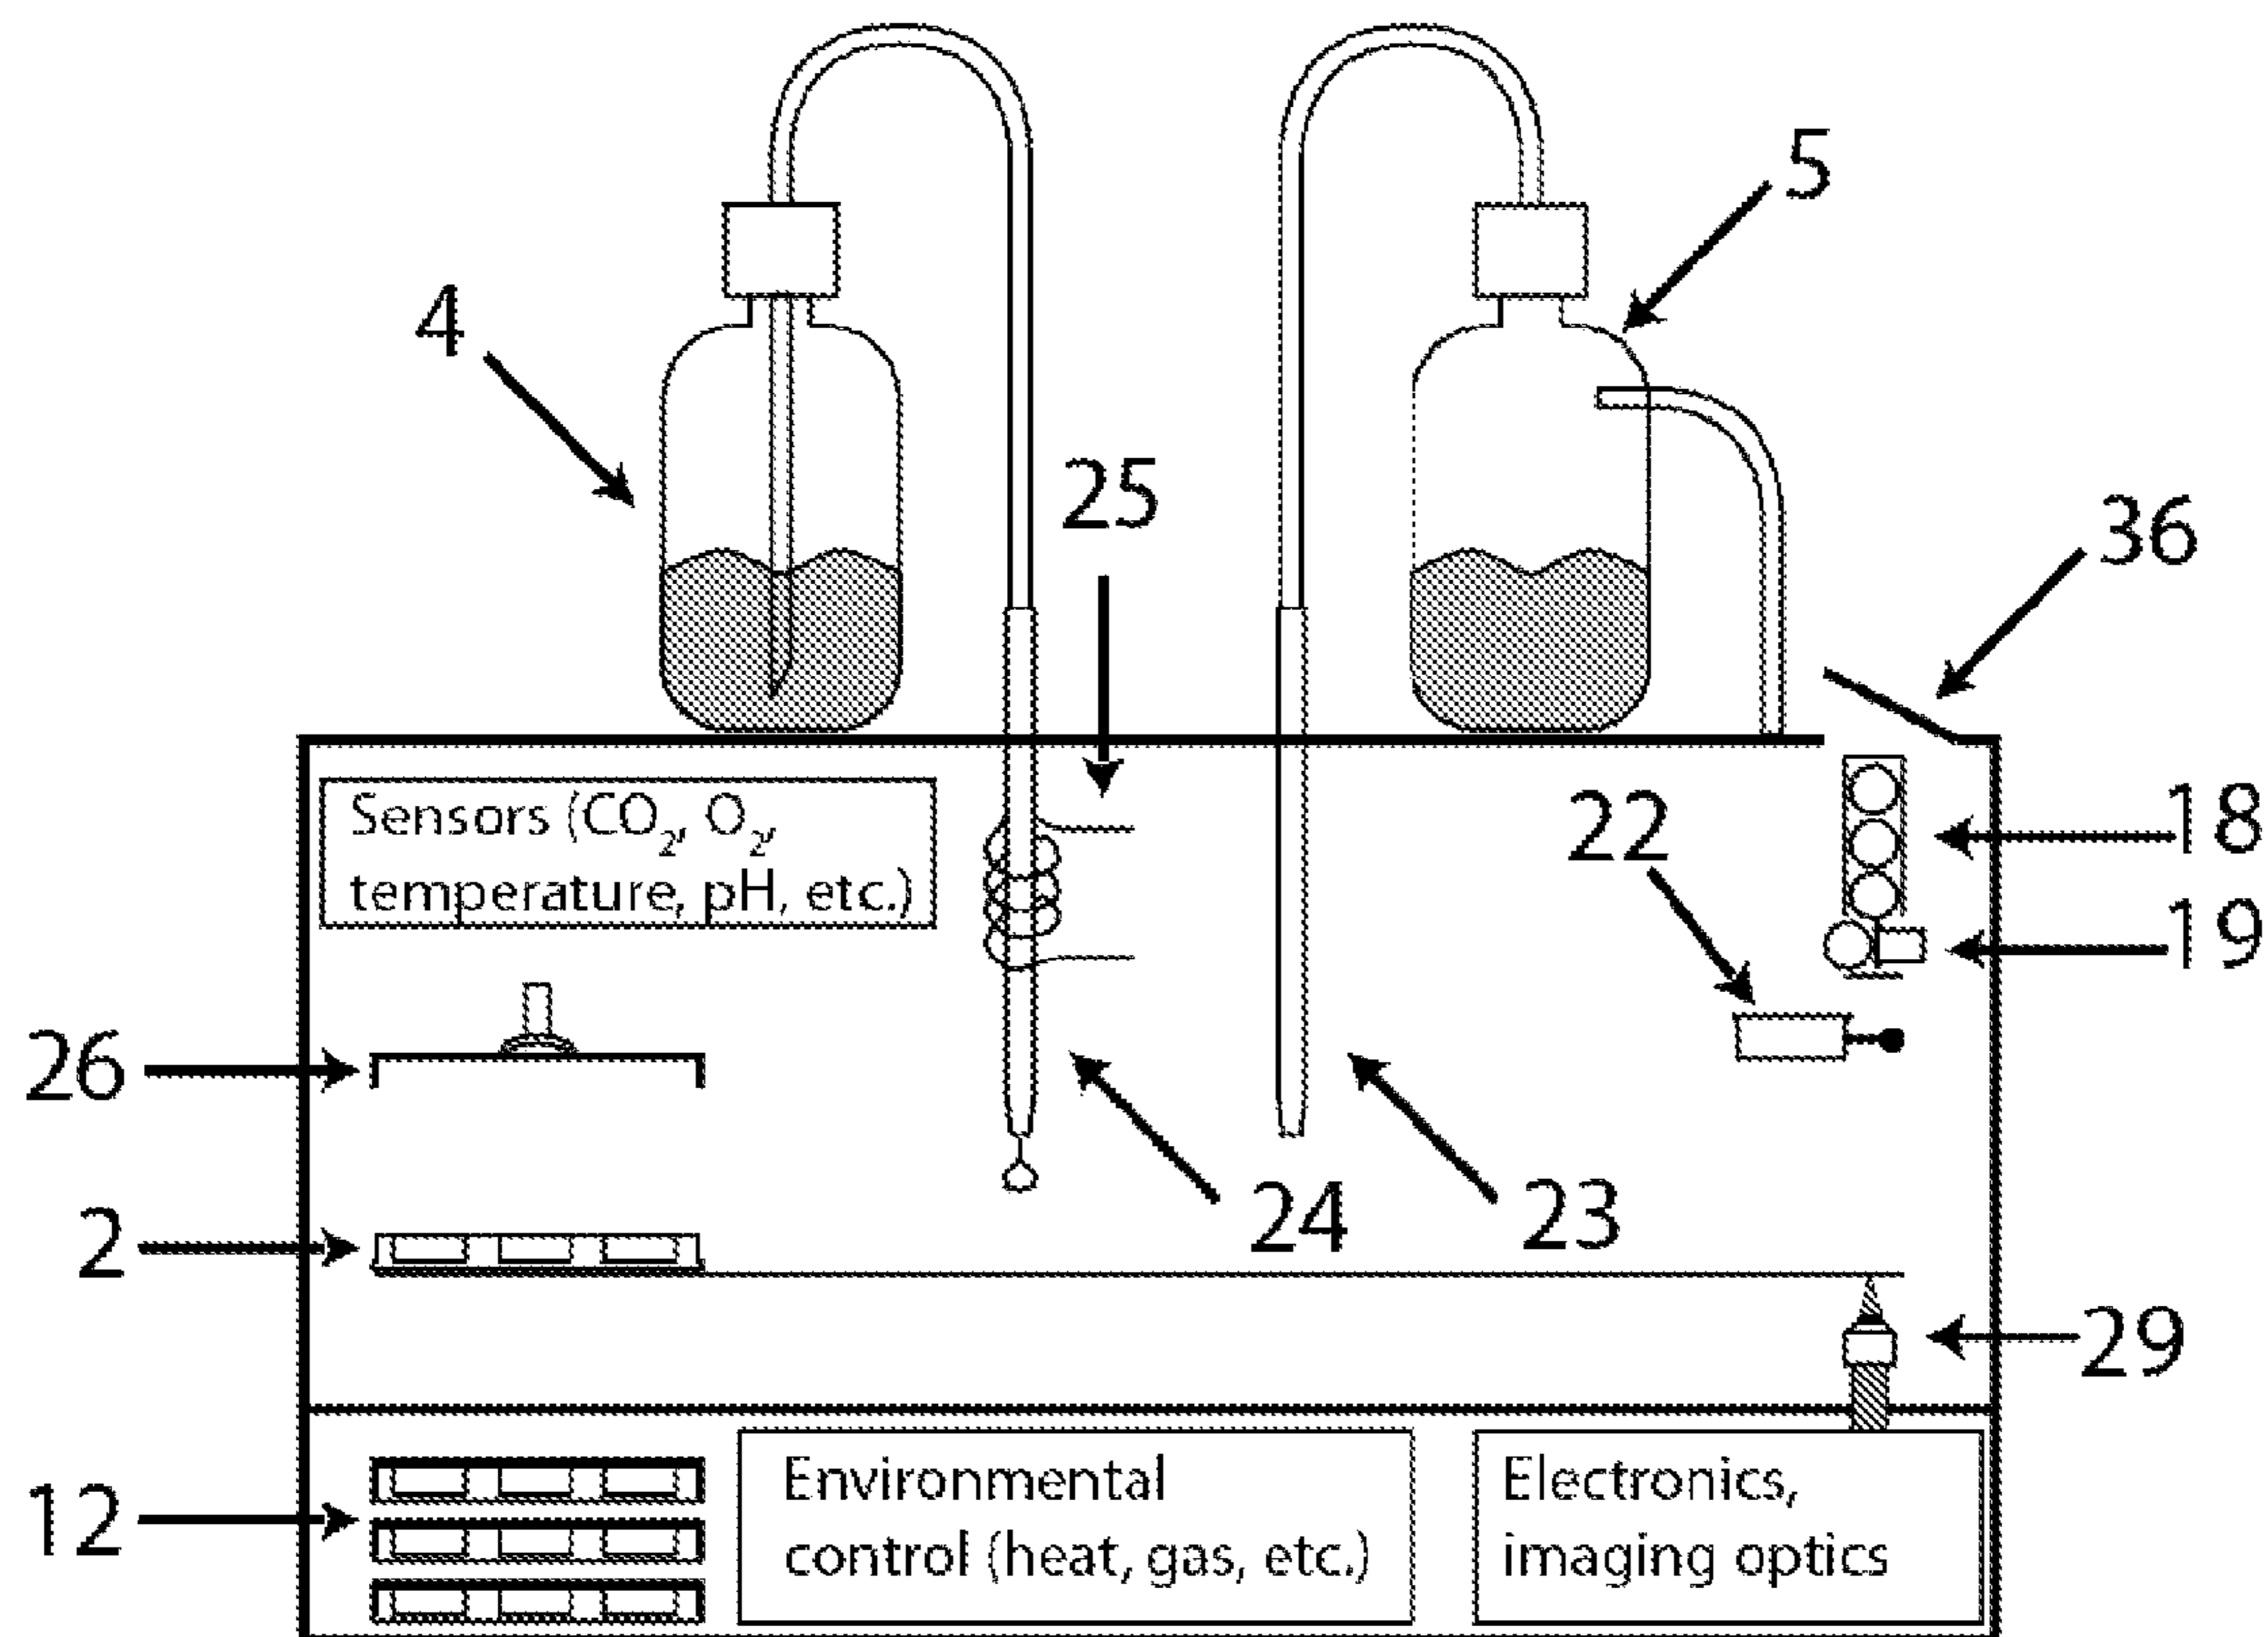 5
4
25
36
Sensors (CO₂, O₂,
temperature, pH, etc.)
18
22
19
26
24
23
2
29
12
Environmental
control (heat, gas, etc.)
Electronics,
imaging optics